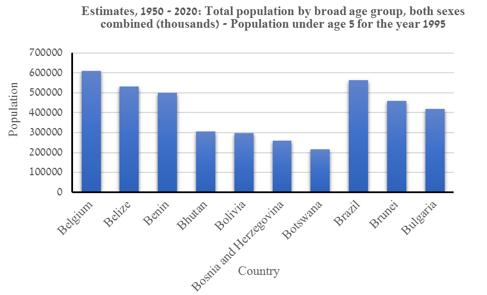 Estimates, 1950 - 2020: Total population by broad age group, both sexes
combined (thousands) - Population under age 5 for the year 1995
Population
700000
600000
500000
400000
300000
200000
100000
0
Belgium
Belize
Benin
Bhutan
Bolivia
Bosnia and Herzegovina
Botswana
Brazil
Brunei
Bulgaria
Country